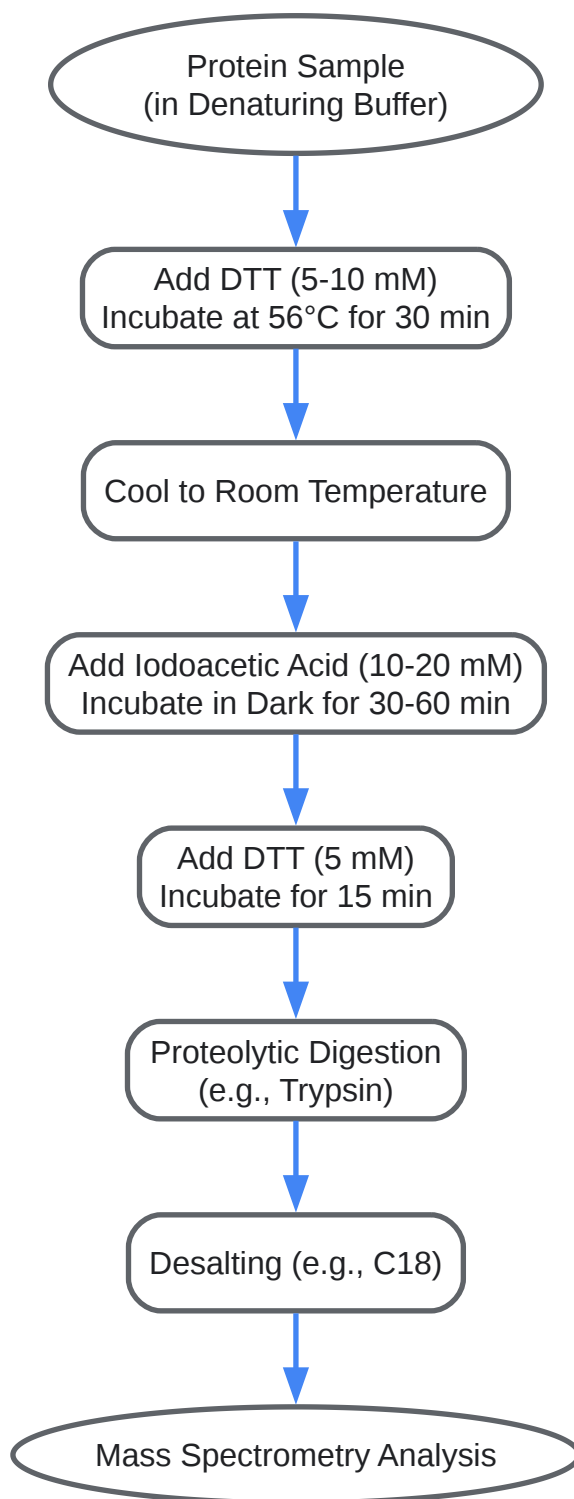 Protein Sample
(in Denaturing Buffer)
Add DTT (5-10 mM)
Incubate at 56°C for 30 min
Cool to Room Temperature
Add Iodoacetic Acid (10-20 mM)
Incubate in Dark for 30-60 min
Add DTT (5 mM)
Incubate for 15 min
Proteolytic Digestion
(e.g., Trypsin)
Desalting (e.g., C18)
Mass Spectrometry Analysis